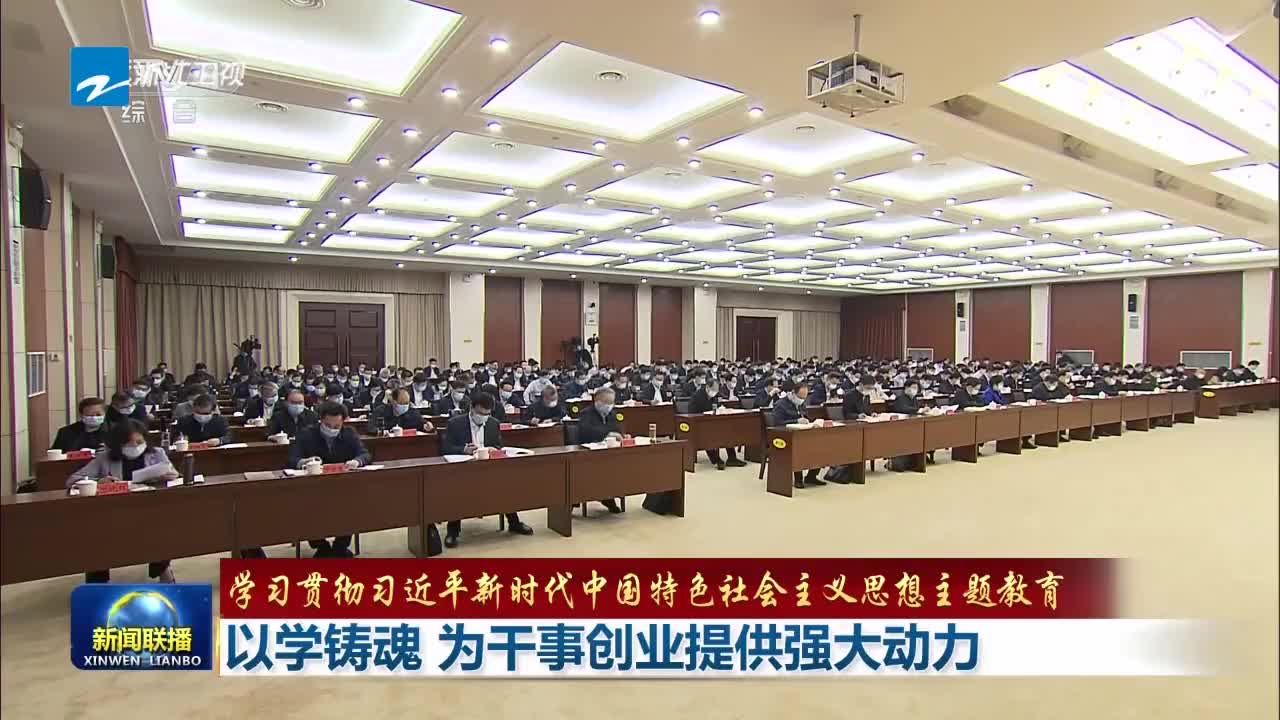 浙江卫视
综合
学习贯彻习近平新时代中国特色社会主义思想主题教育
新闻联播
XINWEN LIANBO
以学铸魂 为干事创业提供强大动力